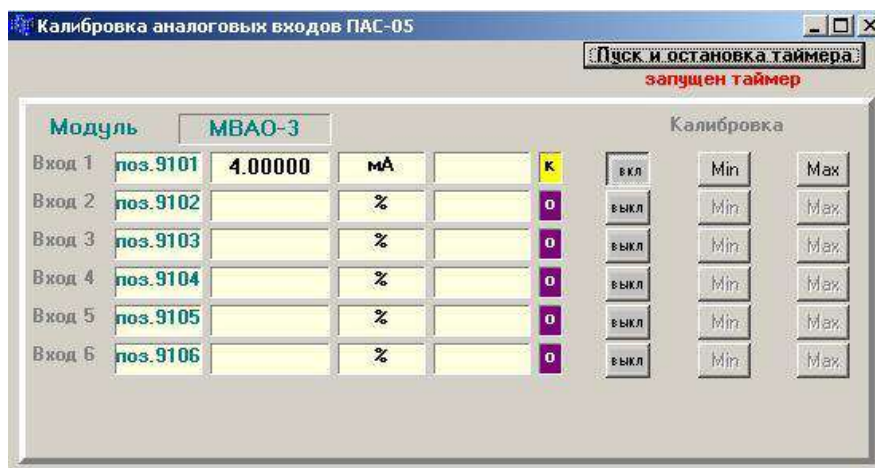 Калибровка аналоговых входов ПАС-05
Пуск и остановка таймера
запущен таймер
Модуль МВАО-3 Калибровка
Вход 1 поз.9101 4.00000 мА К вкл Min Max
Вход 2 поз.9102 % О выкл Min Max
Вход 3 поз.9103 % О выкл Min Max
Вход 4 поз.9104 % О выкл Min Max
Вход 5 поз.9105 % О выкл Min Max
Вход 6 поз.9106 % О выкл Min Max